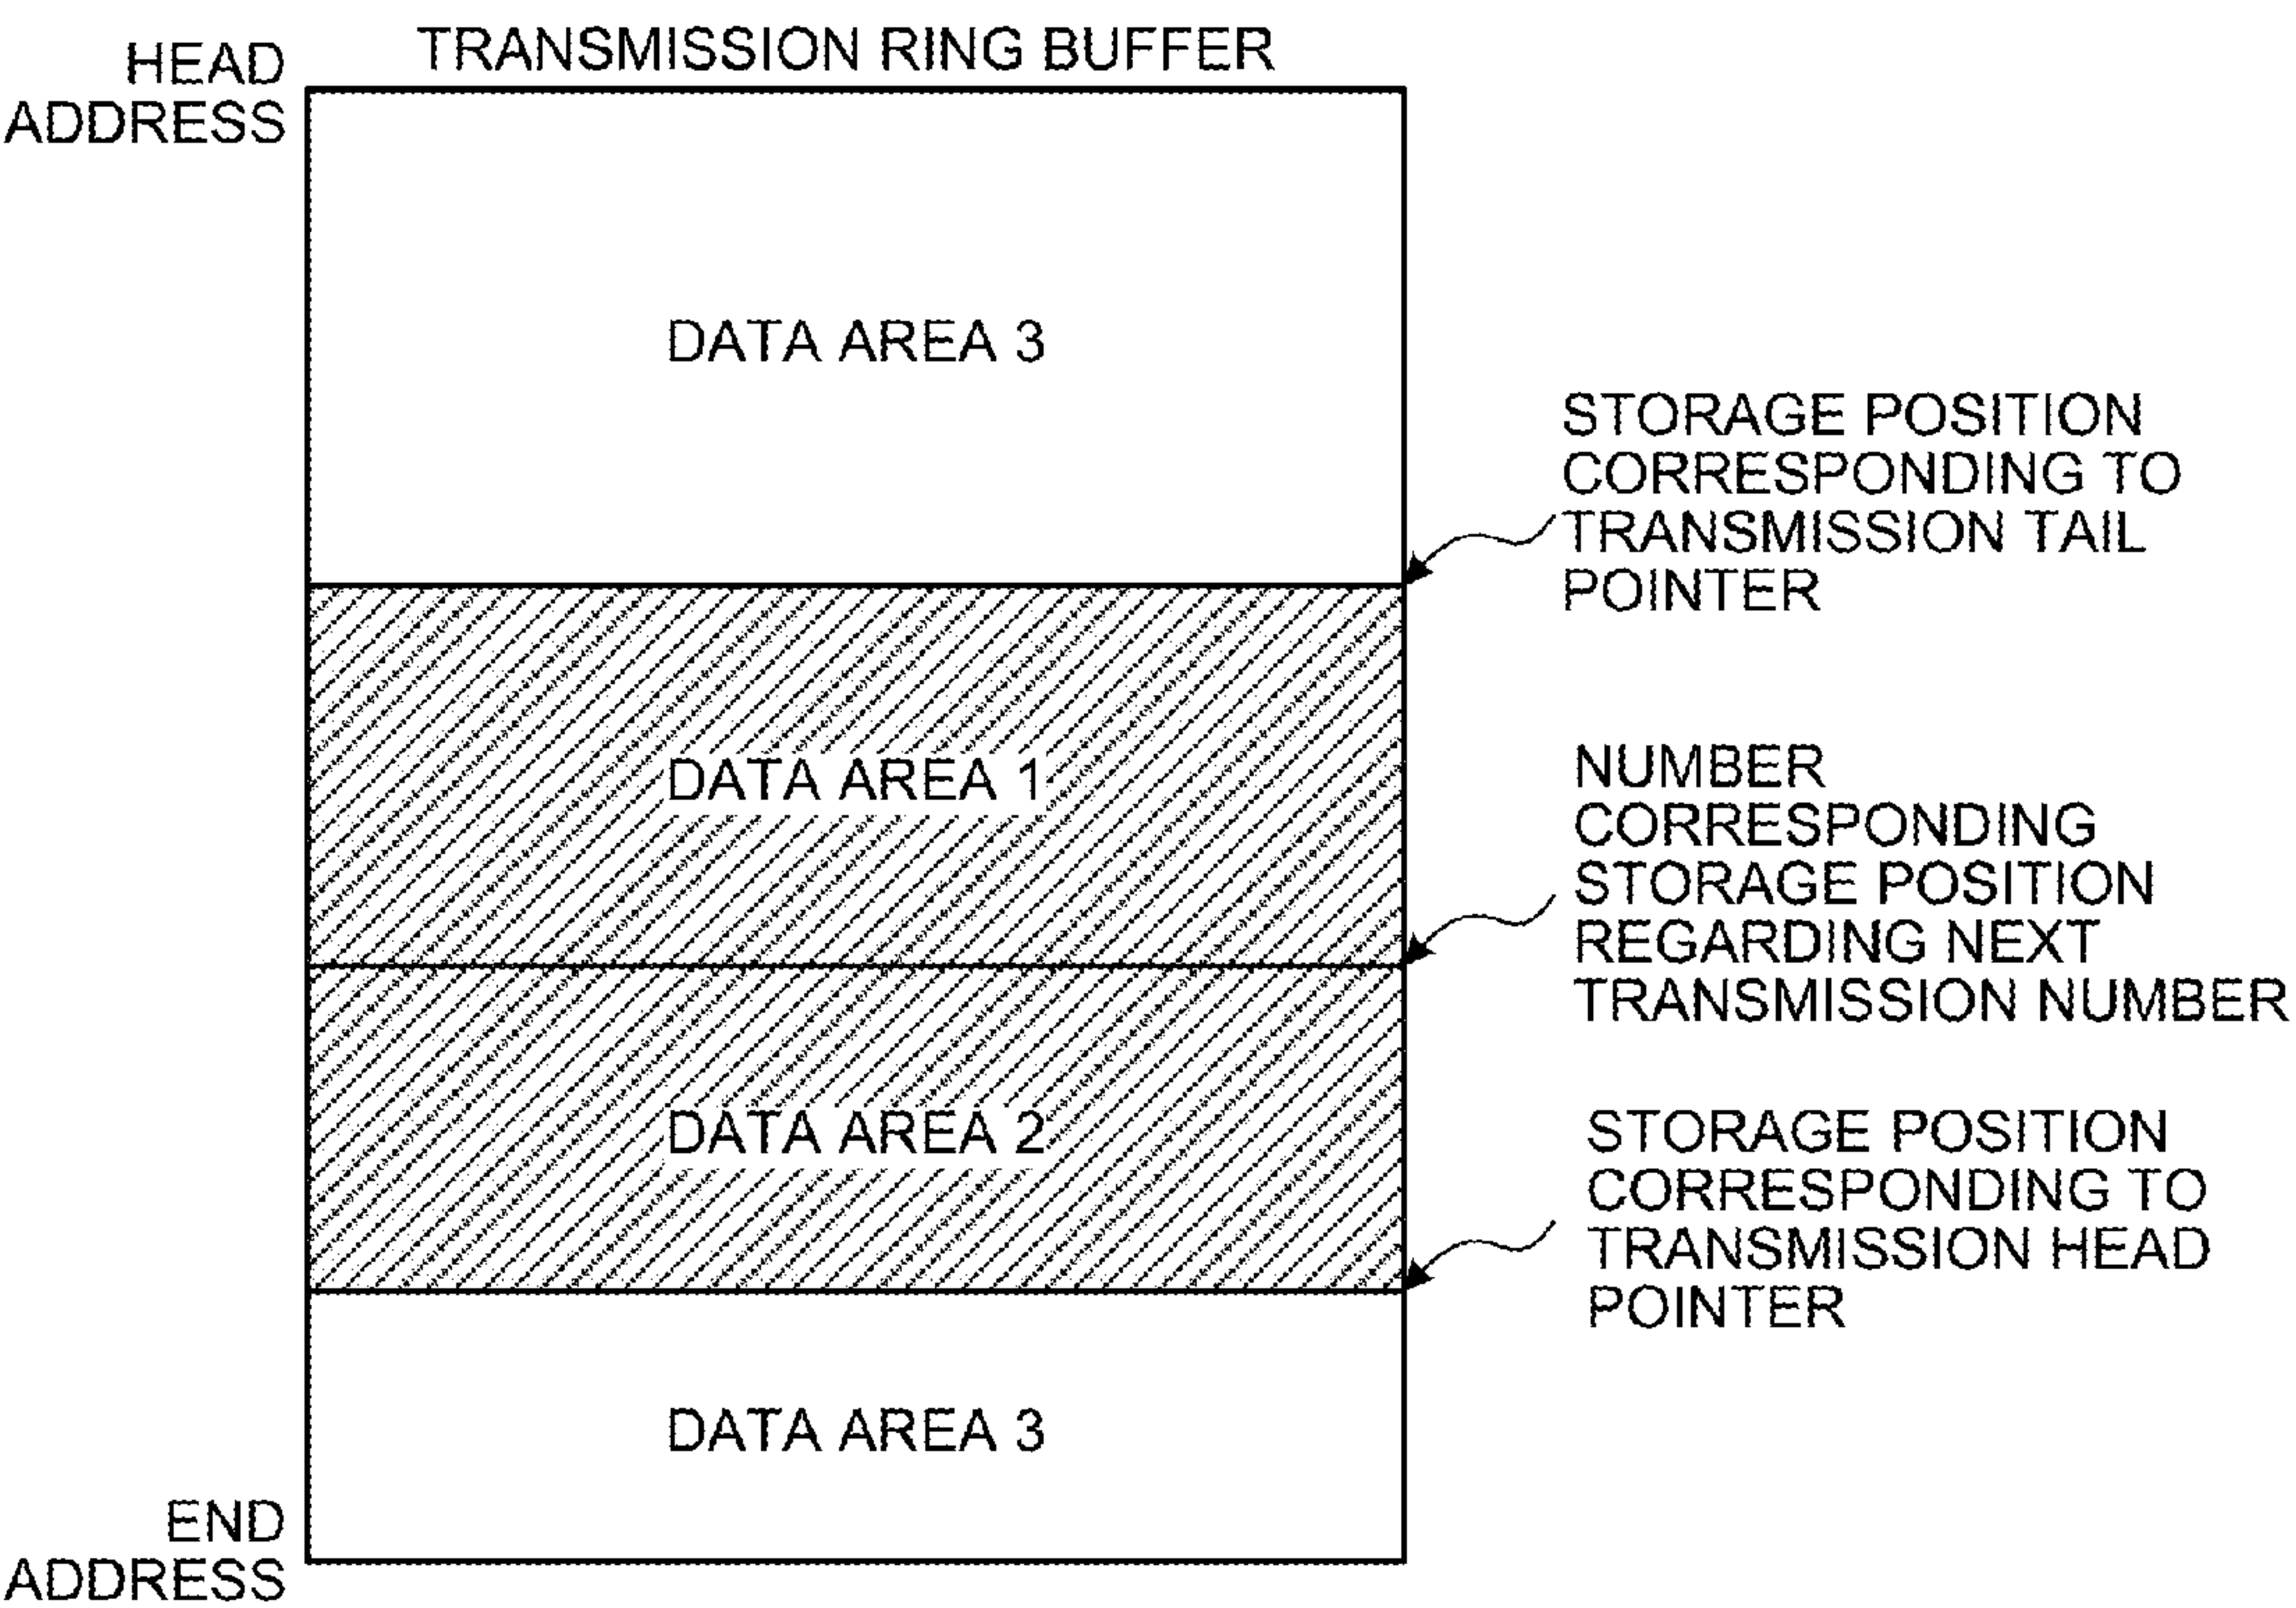 TRANSMISSION RING BUFFER
HEAD
ADDRESS
DATA AREA 3
STORAGE POSITION
CORRESPONDING TO
TRANSMISSION TAIL
POINTER
DATA AREA 1
NUMBER
CORRESPONDING
STORAGE POSITION
REGARDING NEXT
TRANSMISSION NUMBER
DATA AREA 2
STORAGE POSITION
CORRESPONDING TO
TRANSMISSION HEAD
POINTER
DATA AREA 3
END
ADDRESS